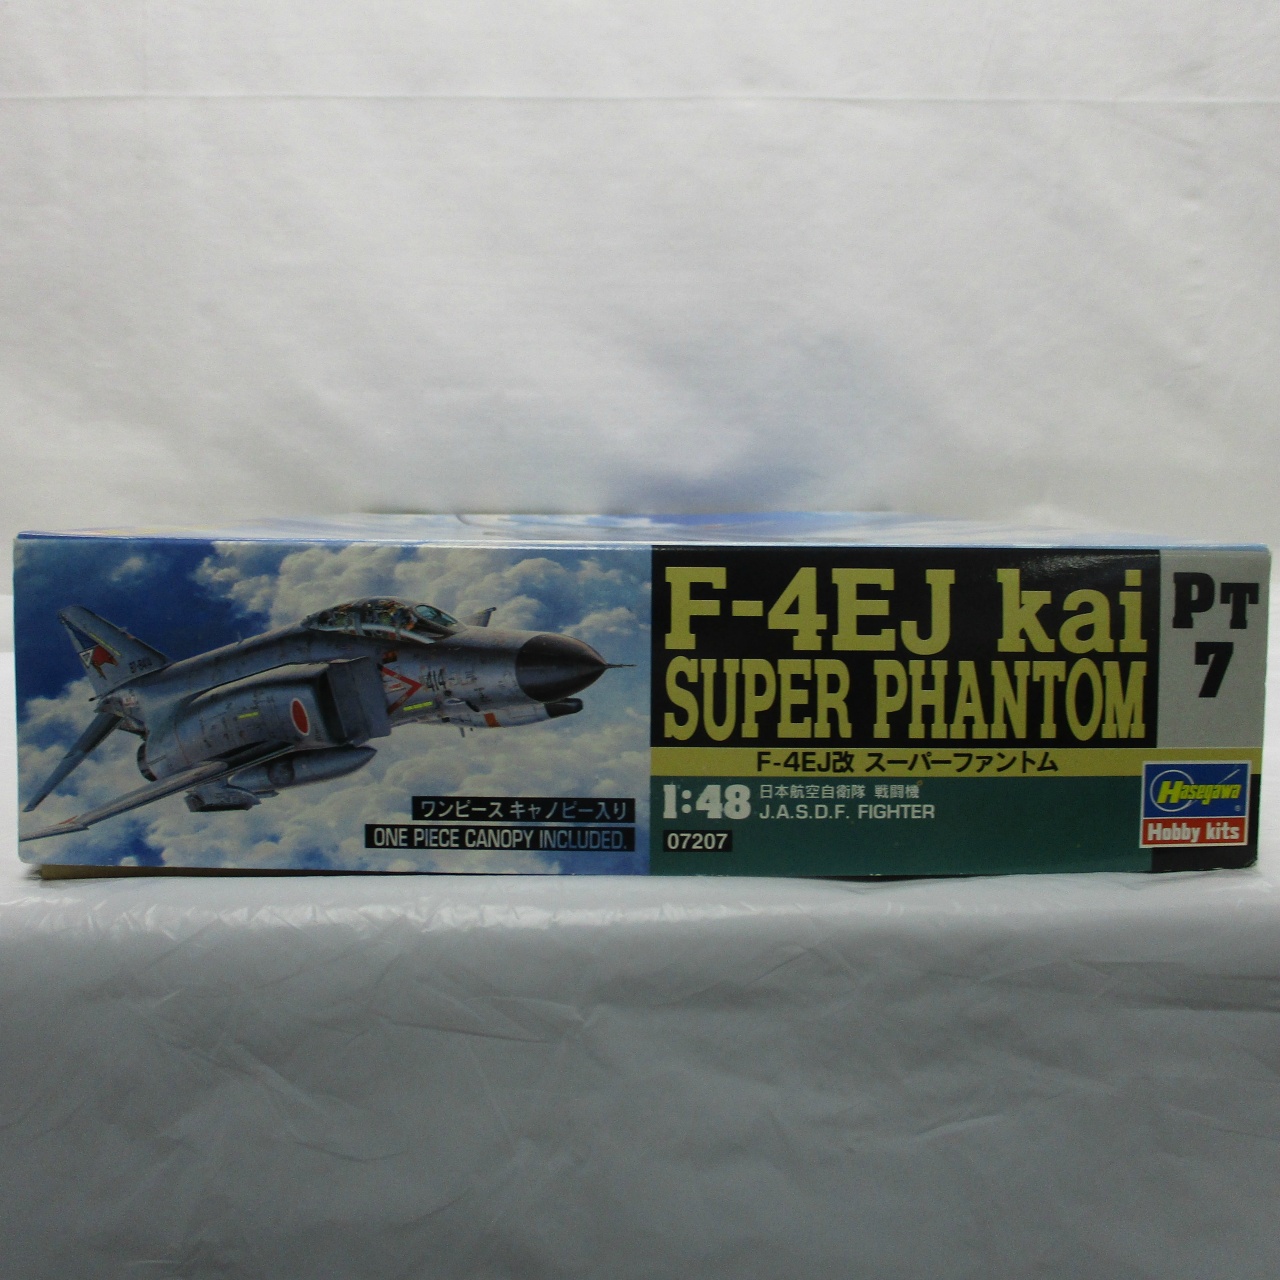 F-4EJ kai
SUPER PHANTOM
F-4EJ改 スーパーファントム
1:48
日本航空自衛隊 戦闘機
J.A.S.D.F. FIGHTER
07207
PT
7
Hasegawa
Hobby kits
ワンピース キャノピー入り
ONE PIECE CANOPY INCLUDED.
414